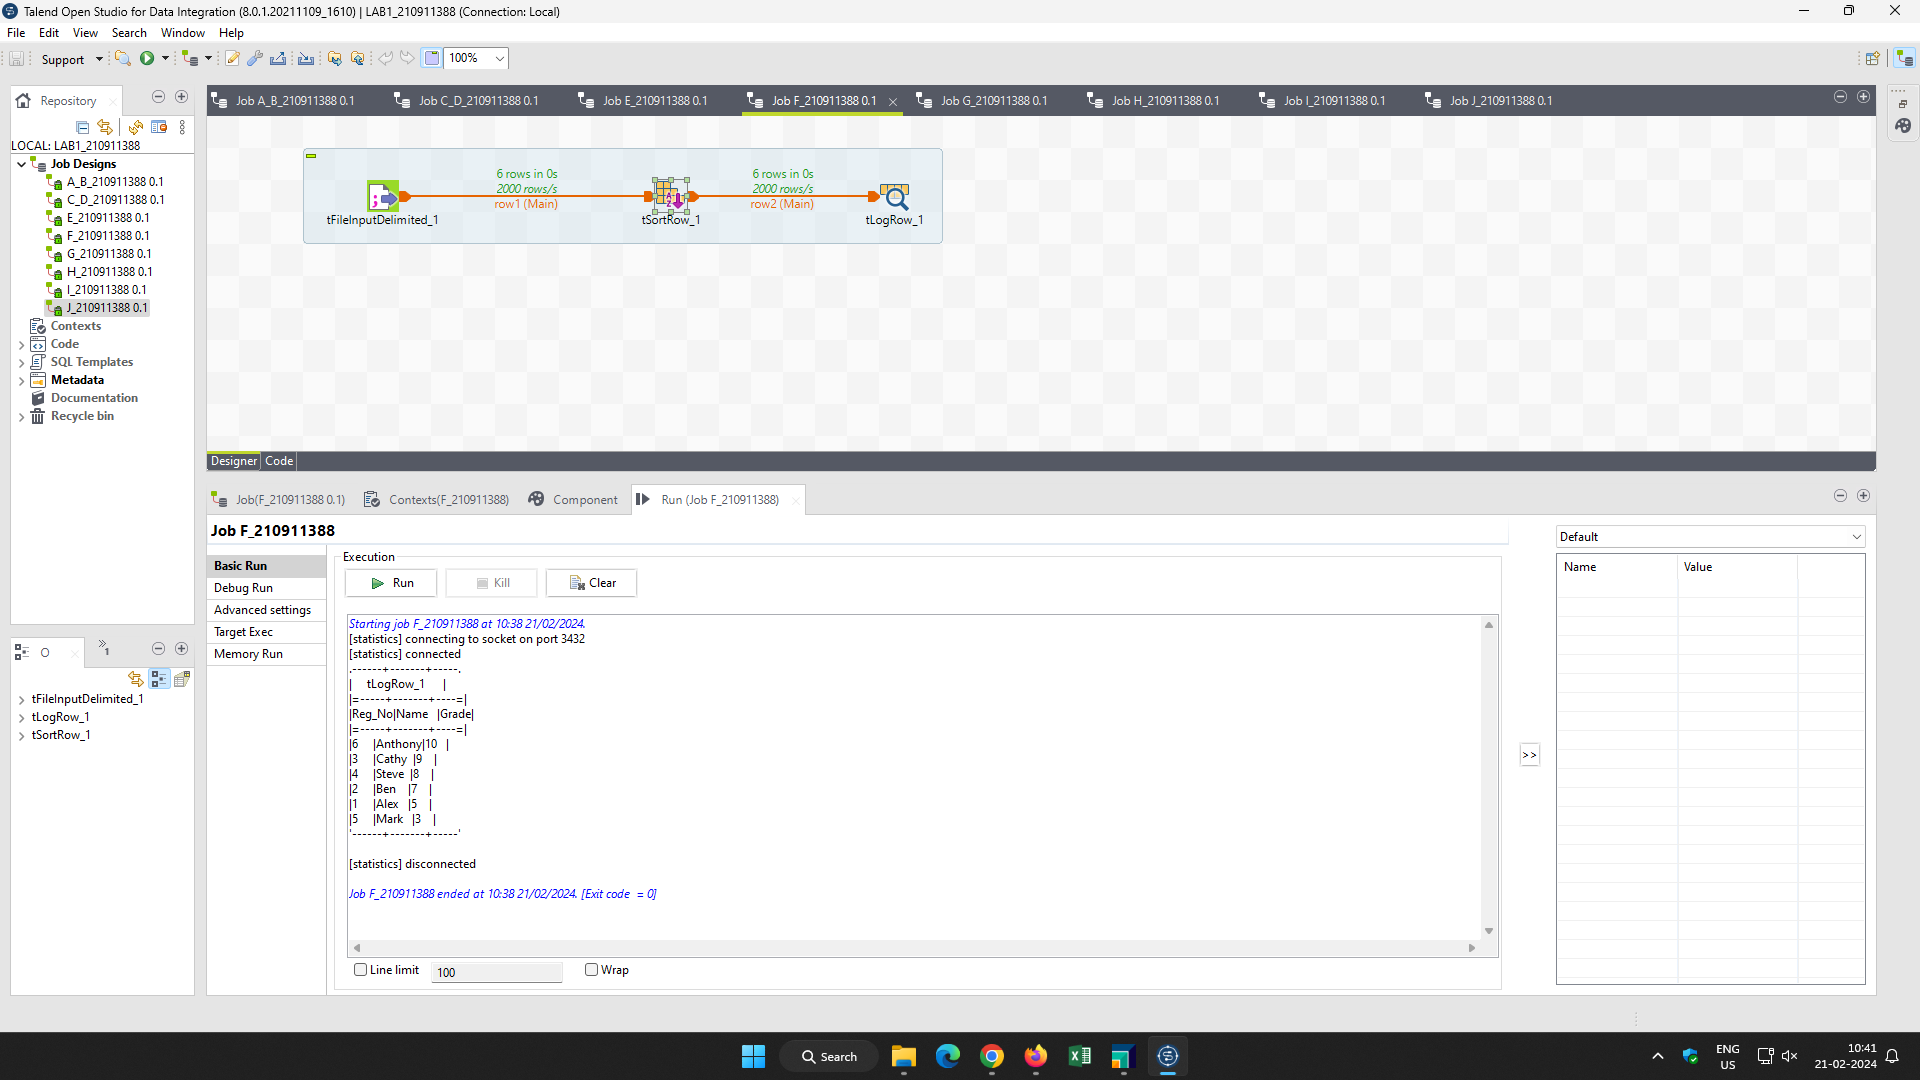 Talend Open Studio for Data Integration (8.0.1.20211109_1610) | LAB1_210911388 (Connection: Local)
File Edit View Search Window Help
Support 100%
Repository
LOCAL: LAB1_210911388
Job Designs
A_B_210911388 0.1
C_D_210911388 0.1
E_210911388 0.1
F_210911388 0.1
G_210911388 0.1
H_210911388 0.1
I_210911388 0.1
J_210911388 0.1
Contexts
Code
SQL Templates
Metadata
Documentation
Recycle bin
O
1
tFileInputDelimited_1
tLogRow_1
tSortRow_1
Job A_B_210911388 0.1 Job C_D_210911388 0.1 Job E_210911388 0.1 Job F_210911388 0.1 Job G_210911388 0.1 Job H_210911388 0.1 Job I_210911388 0.1 Job J_210911388 0.1
6 rows in 0s
2000 rows/s
row1 (Main)
6 rows in 0s
2000 rows/s
row2 (Main)
tFileInputDelimited_1 tSortRow_1 tLogRow_1
Designer Code
Job(F_210911388 0.1) Contexts(F_210911388) Component Run (Job F_210911388)
Job F_210911388
Basic Run
Debug Run
Advanced settings
Target Exec
Memory Run
Execution
Run Kill Clear
Starting job F_210911388 at 10:38 21/02/2024.
[statistics] connecting to socket on port 3432
[statistics] connected
.------+-------+-----.
| tLogRow_1 |
|=-----+-------+----=|
|Reg_No|Name |Grade|
|=-----+-------+----=|
|6 |Anthony|10 |
|3 |Cathy |9 |
|4 |Steve |8 |
|2 |Ben |7 |
|1 |Alex |5 |
|5 |Mark |3 |
'------+-------+-----'
[statistics] disconnected
Job F_210911388 ended at 10:38 21/02/2024. [Exit code = 0]
Line limit 100 Wrap
>>
Default
Name Value
Search
ENG
US
10:41
21-02-2024